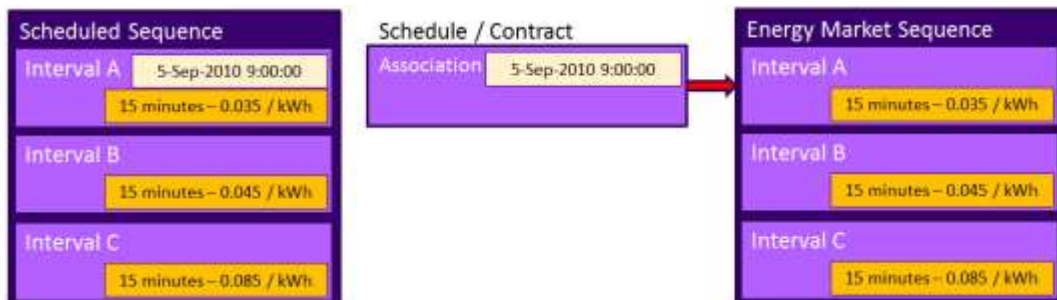 Scheduled Sequence
Interval A
5-Sep-2010 9:00:00
15 minutes – 0.035 / kWh
Interval B
15 minutes – 0.045 / kWh
Interval C
15 minutes – 0.085 / kWh
Schedule / Contract
Association
5-Sep-2010 9:00:00
Energy Market Sequence
Interval A
15 minutes – 0.035 / kWh
Interval B
15 minutes – 0.045 / kWh
Interval C
15 minutes – 0.085 / kWh